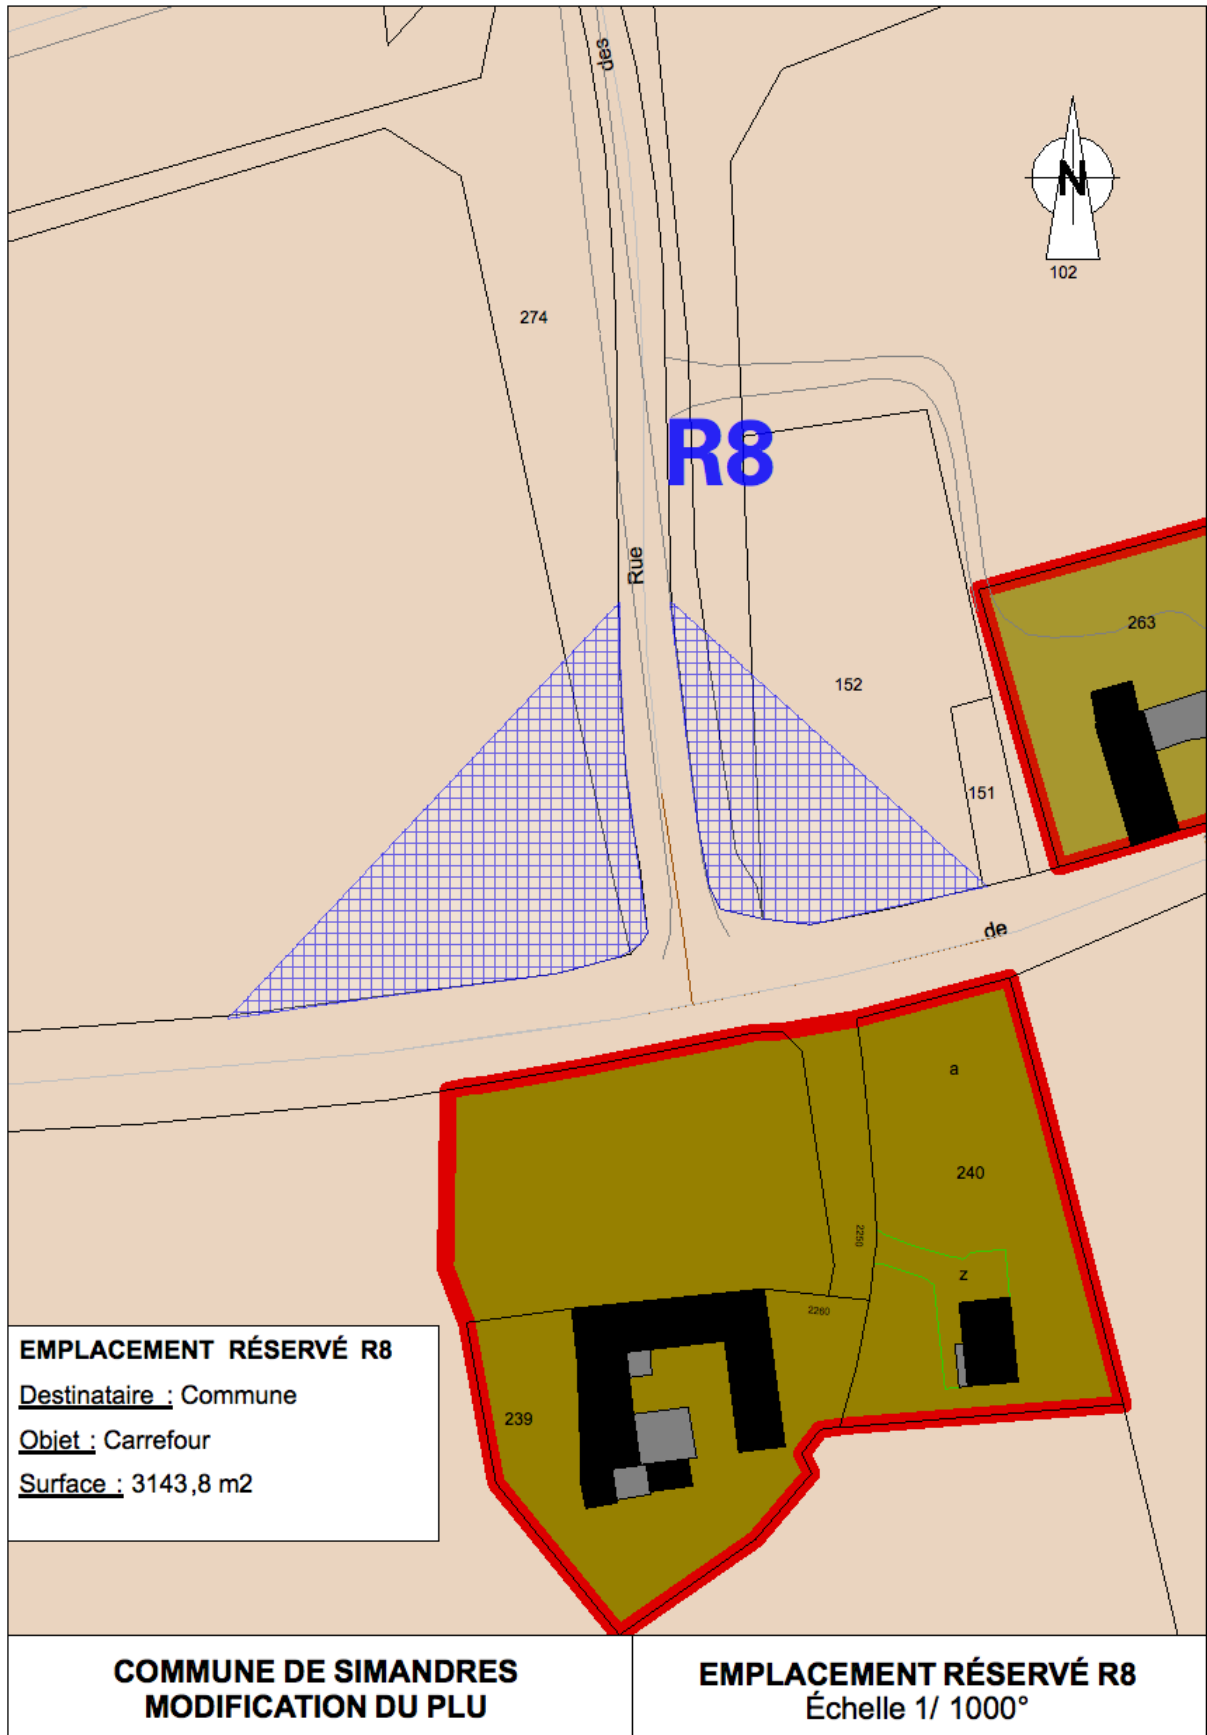 des
N
102
274
R8
Rue
263
152
151
de
a
240
2250
z
2260
239
EMPLACEMENT RÉSERVÉ R8
Destinataire : Commune
Objet : Carrefour
Surface : 3143,8 m2
COMMUNE DE SIMANDRES
MODIFICATION DU PLU
EMPLACEMENT RÉSERVÉ R8
Échelle 1/ 1000°